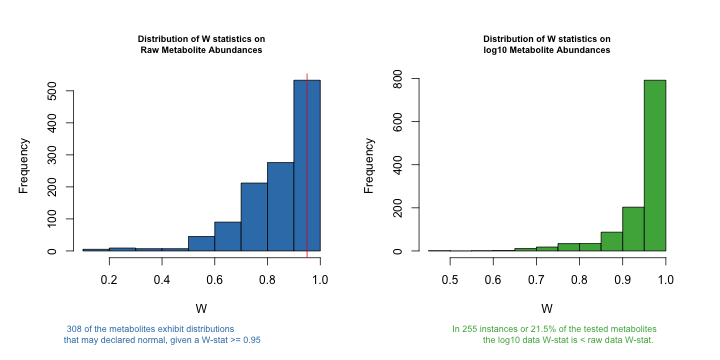 Distribution of W statistics on
Raw Metabolite Abundances
Frequency
0
100
200
300
400
500
0.2
0.4
0.6
0.8
1.0
W
308 of the metabolites exhibit distributions
that may declared normal, given a W-stat >= 0.95
Distribution of W statistics on
log10 Metabolite Abundances
Frequency
0
200
400
600
800
0.5
0.6
0.7
0.8
0.9
1.0
W
In 255 instances or 21.5% of the tested metabolites
the log10 data W-stat is < raw data W-stat.